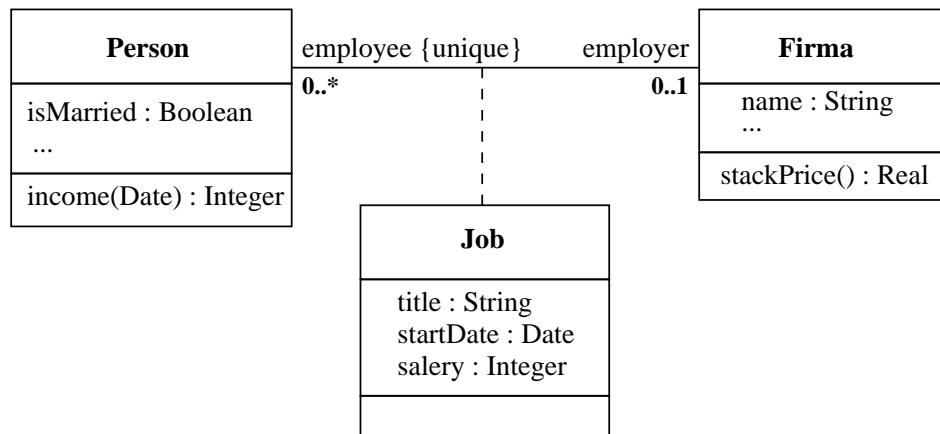 Person
employee {unique}
employer
Firma
0..*
0..1
isMarried : Boolean
...
name : String
...
income(Date) : Integer
stackPrice() : Real
Job
title : String
startDate : Date
salery : Integer